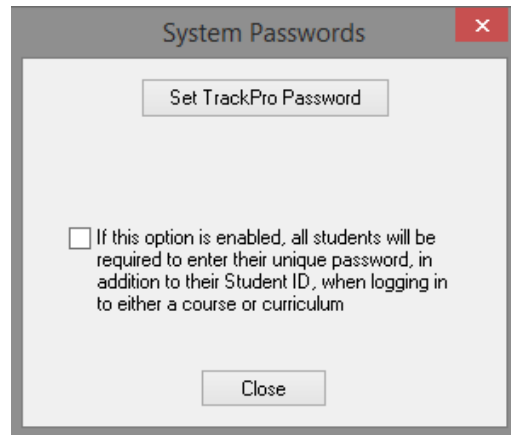 System Passwords
Set TrackPro Password
If this option is enabled, all students will be
required to enter their unique password, in
addition to their Student ID, when logging in
to either a course or curriculum
Close